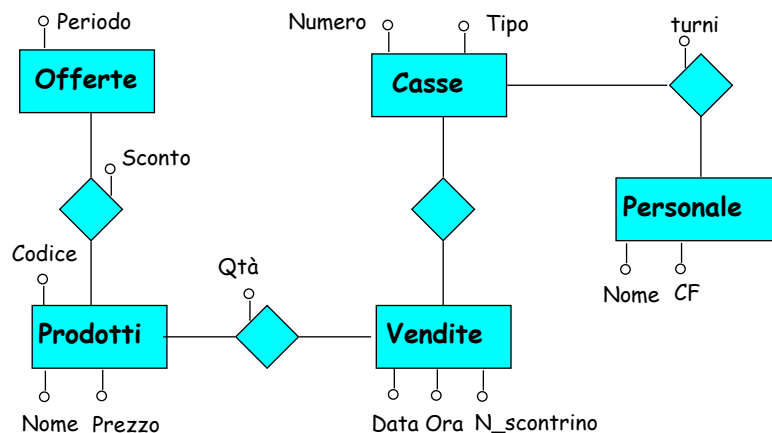 Periodo
Numero
Tipo
turni
Offerte
Casse
Sconto
Personale
Codice
Qtà
Nome CF
Prodotti
Vendite
Nome Prezzo
Data Ora N_scontrino